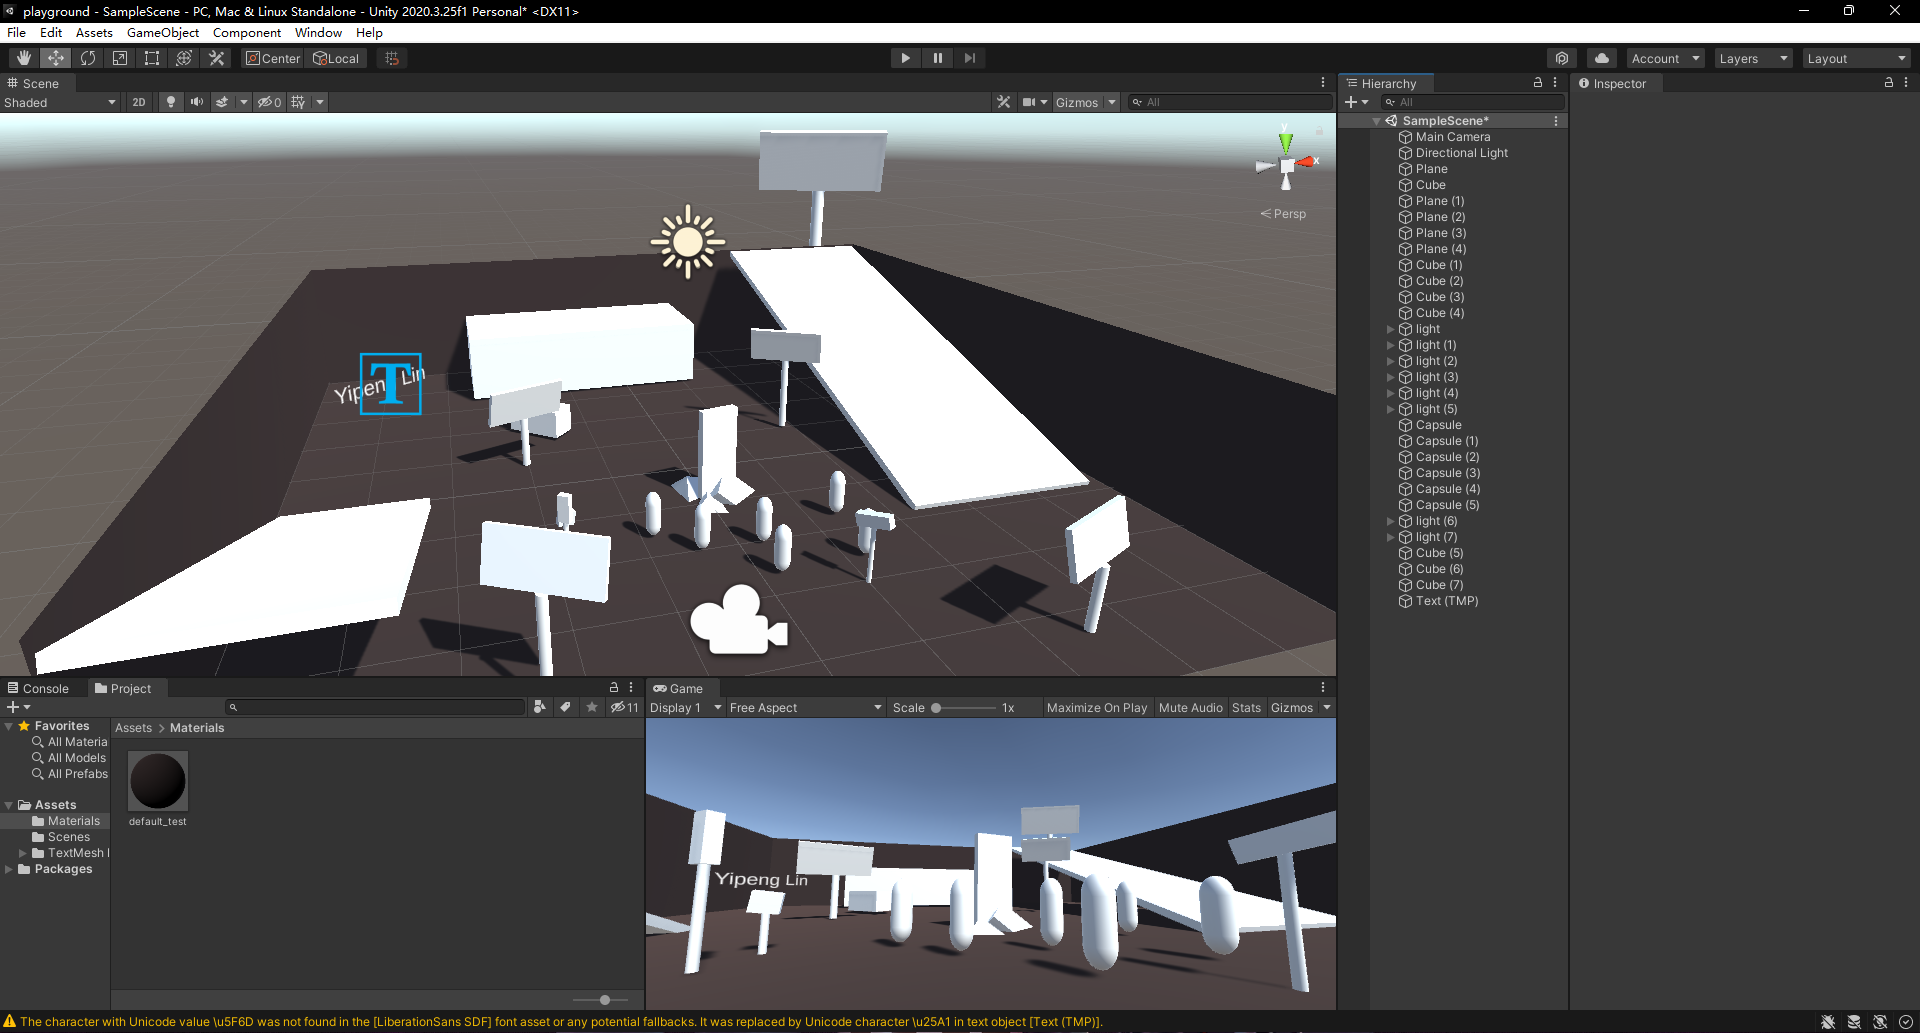 playground - SampleScene - PC, Mac & Linux Standalone - Unity 2020.3.25f1 Personal* <DX11>
File Edit Assets GameObject Component Window Help
Center Local
Account Layers Layout
Scene
Shaded 2D 0 Gizmos All
y
x
Persp
Yipeng Lin
T
Hierarchy
All
SampleScene*
Main Camera
Directional Light
Plane
Cube
Plane (1)
Plane (2)
Plane (3)
Plane (4)
Cube (1)
Cube (2)
Cube (3)
Cube (4)
light
light (1)
light (2)
light (3)
light (4)
light (5)
Capsule
Capsule (1)
Capsule (2)
Capsule (3)
Capsule (4)
Capsule (5)
light (6)
light (7)
Cube (5)
Cube (6)
Cube (7)
Text (TMP)
Inspector
Console Project
11
Favorites
All Materia
All Models
All Prefabs
Assets
Materials
Scenes
TextMesh
Packages
Assets > Materials
default_test
Game
Display 1 Free Aspect Scale 1x Maximize On Play Mute Audio Stats Gizmos
Yipeng Lin
The character with Unicode value \u5F6D was not found in the [LiberationSans SDF] font asset or any potential fallbacks. It was replaced by Unicode character \u25A1 in text object [Text (TMP)].